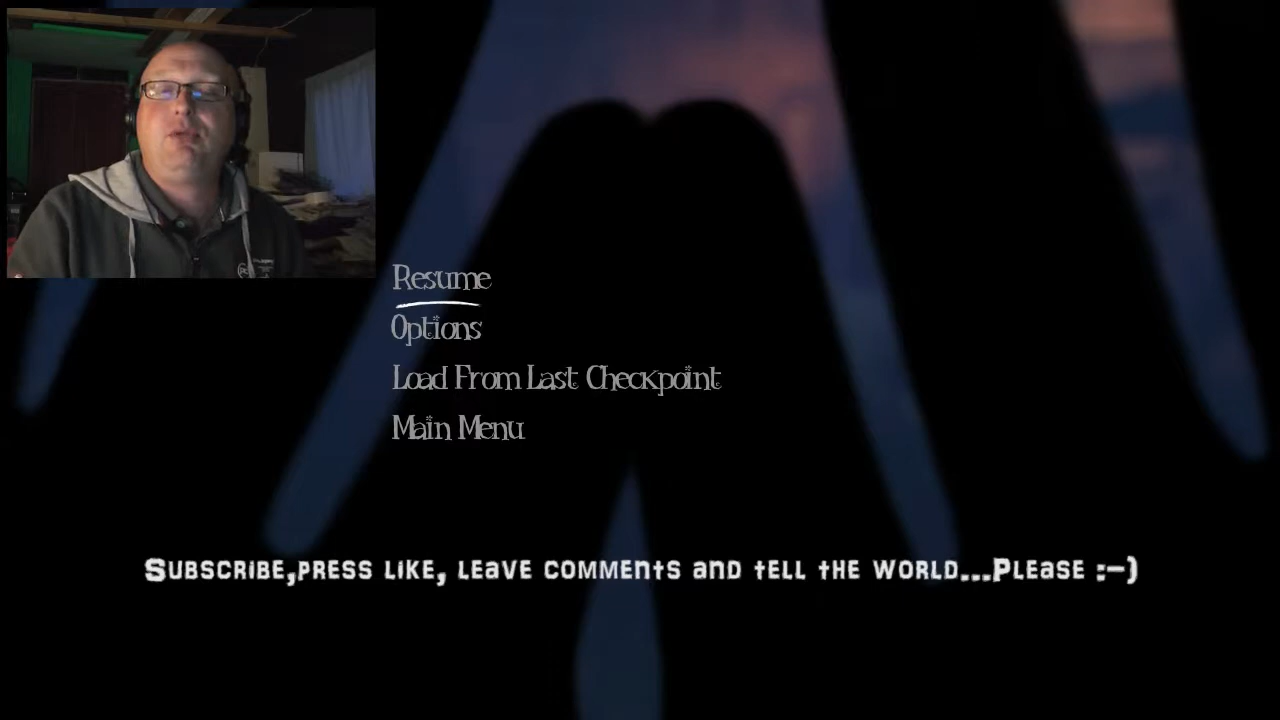 Resume
Options
Load From Last Checkpoint
Main Menu
Subscribe,press like, leave comments and tell the world...Please :-)